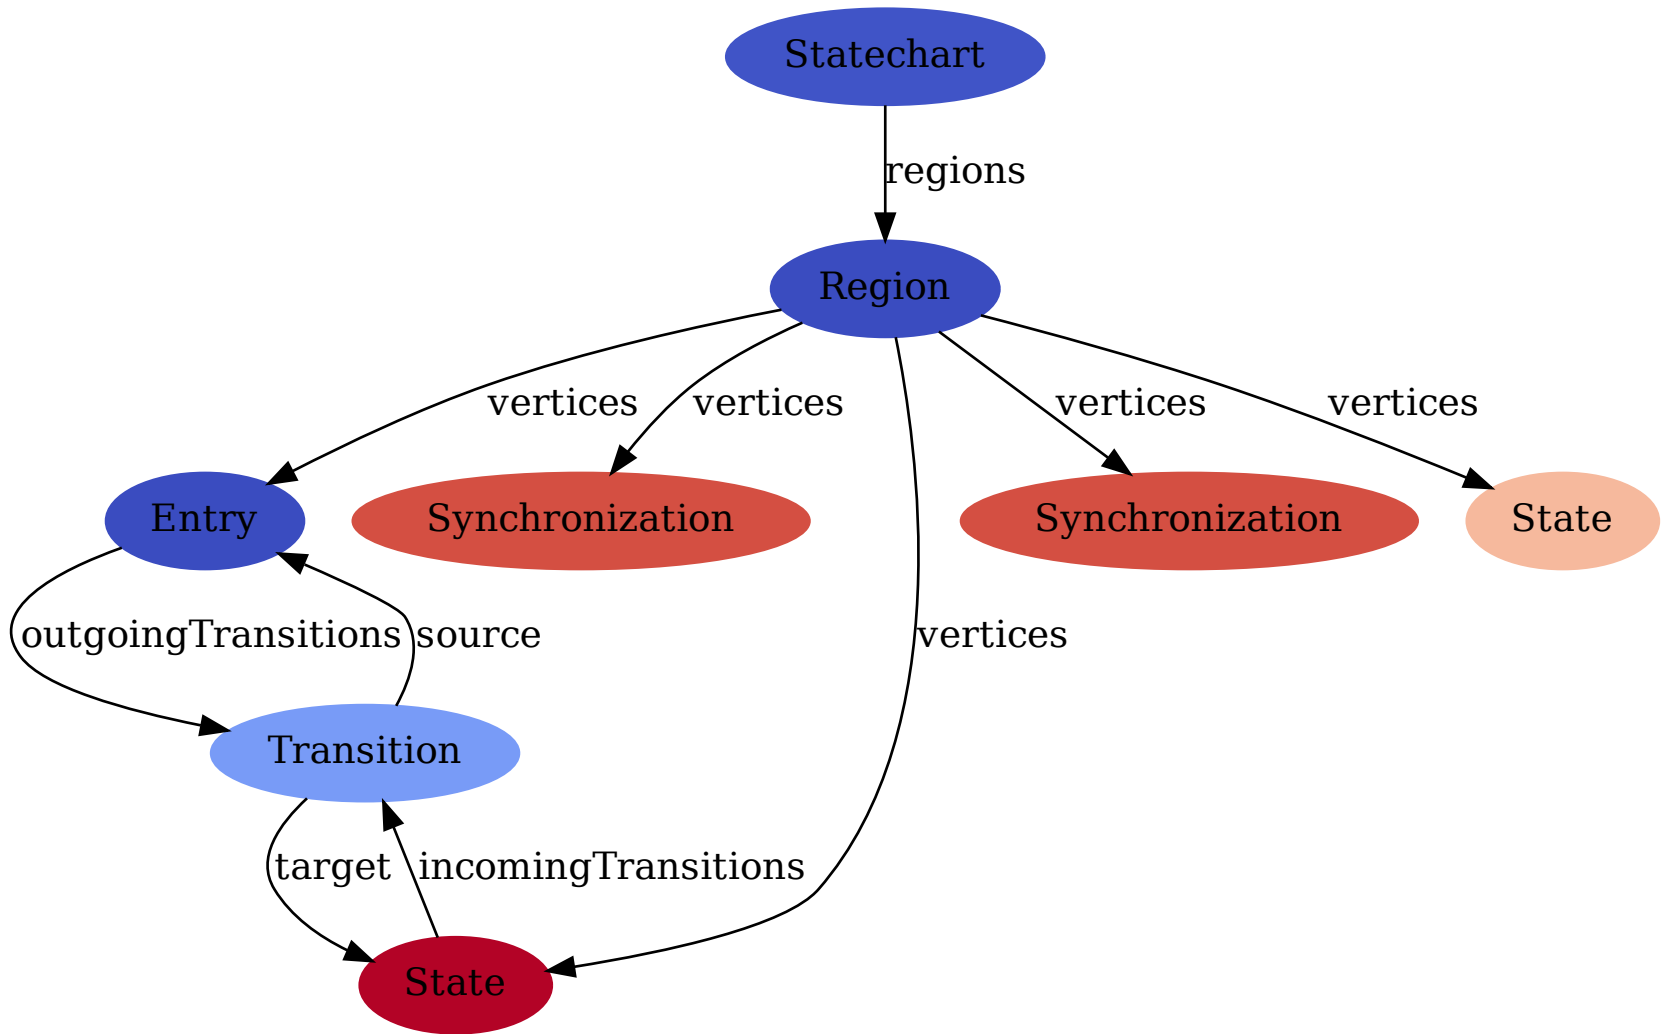 Statechart
regions
Region
vertices
vertices
vertices
vertices
Entry
Synchronization
Synchronization
State
outgoingTransitions
source
vertices
Transition
target
incomingTransitions
State